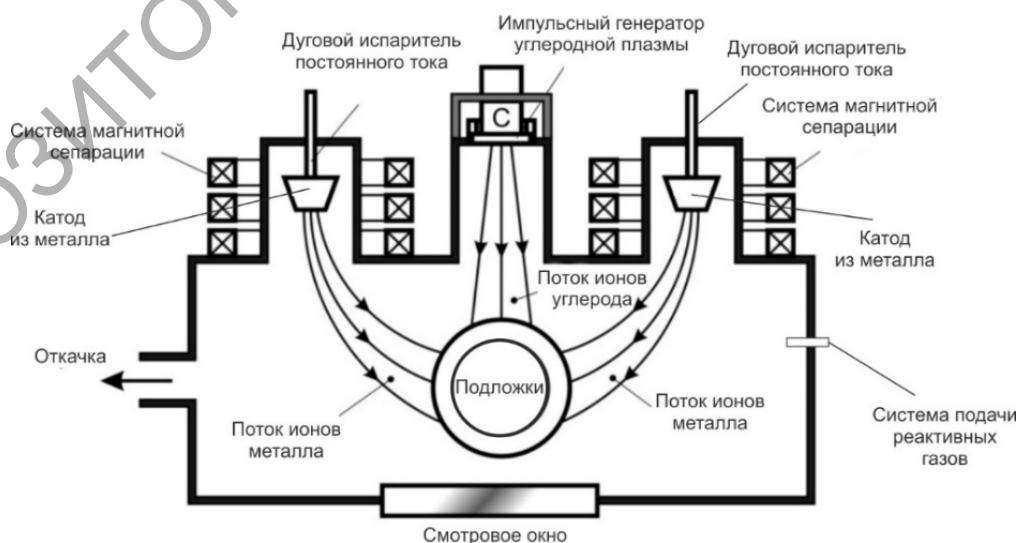 Импульсный генератор
углеродной плазмы
Дуговой испаритель
постоянного тока
Дуговой испаритель
постоянного тока
Система магнитной
сепарации
Система магнитной
сепарации
C
Катод
из металла
Катод
из металла
Поток ионов
углерода
Откачка
Подложки
Поток ионов
металла
Поток ионов
металла
Система подачи
реактивных
газов
Смотровое окно